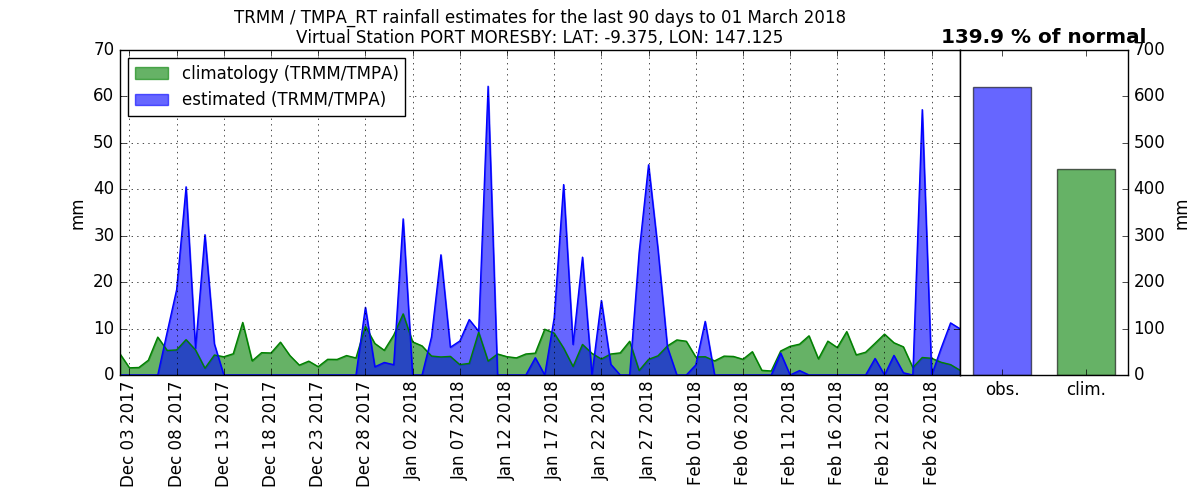 TRMM / TMPA_RT rainfall estimates for the last 90 days to 01 March 2018
Virtual Station PORT MORESBY: LAT: -9.375, LON: 147.125
139.9 % of normal
climatology (TRMM/TMPA)
estimated (TRMM/TMPA)
70
60
50
40
30
20
10
0
mm
Dec 03 2017
Dec 08 2017
Dec 13 2017
Dec 18 2017
Dec 23 2017
Dec 28 2017
Jan 02 2018
Jan 07 2018
Jan 12 2018
Jan 17 2018
Jan 22 2018
Jan 27 2018
Feb 01 2018
Feb 06 2018
Feb 11 2018
Feb 16 2018
Feb 21 2018
Feb 26 2018
obs.
clim.
700
600
500
400
300
200
100
0
mm